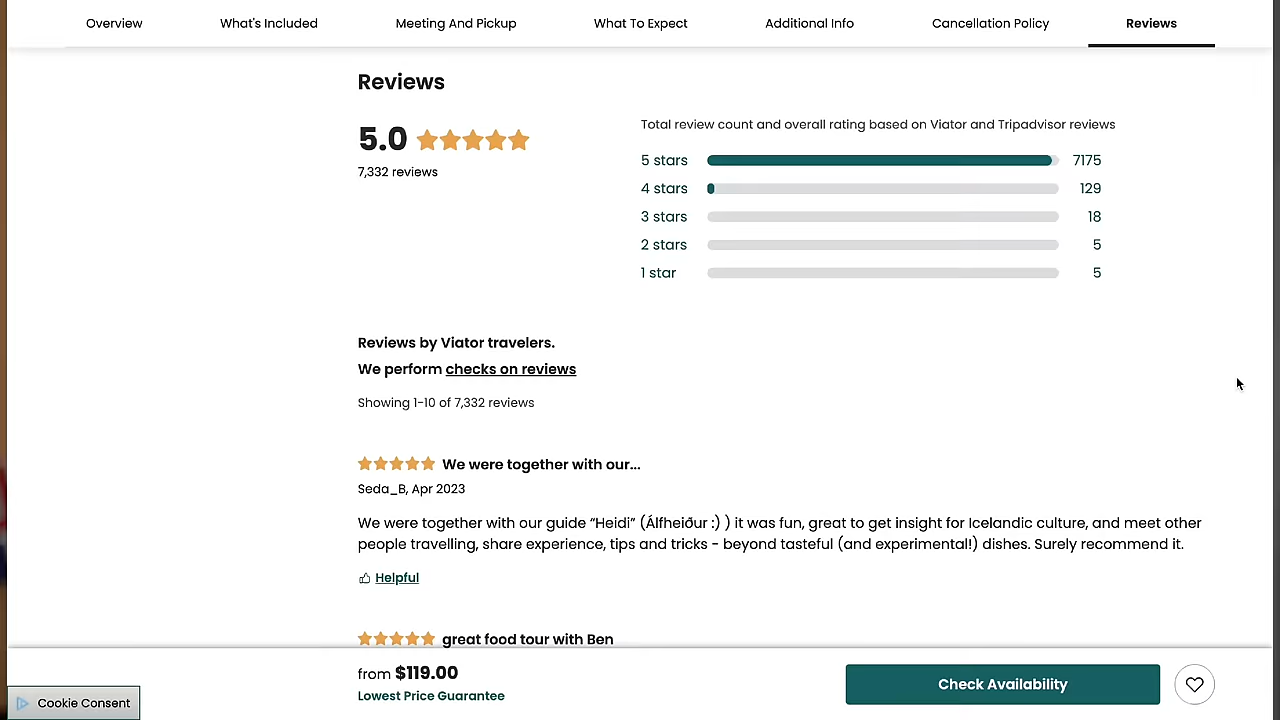 Overview What's Included Meeting And Pickup What To Expect Additional Info Cancellation Policy Reviews
Reviews
5.0
7,332 reviews
Total review count and overall rating based on Viator and Tripadvisor reviews
5 stars 7175
4 stars 129
3 stars 18
2 stars 5
1 star 5
Reviews by Viator travelers.
We perform checks on reviews
Showing 1-10 of 7,332 reviews
We were together with our...
Seda_B, Apr 2023
We were together with our guide “Heidi” (Álfheiður :) ) it was fun, great to get insight for Icelandic culture, and meet other
people travelling, share experience, tips and tricks - beyond tasteful (and experimental!) dishes. Surely recommend it.
Helpful
great food tour with Ben
from $119.00
Lowest Price Guarantee
Check Availability
Cookie Consent